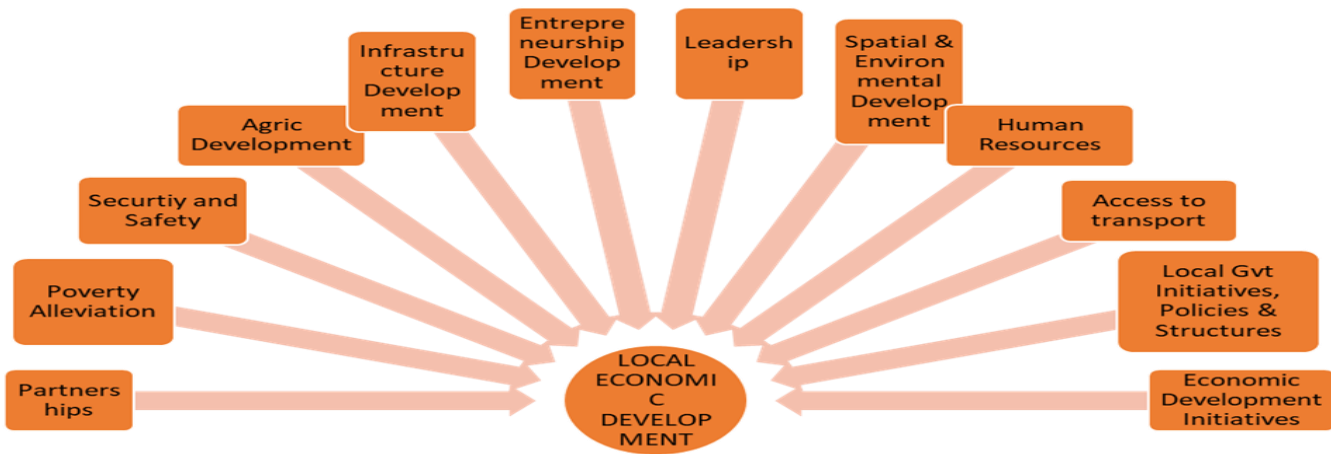 Partners
hips
Poverty
Alleviation
Securtiy and
Safety
Agric
Development
Infrastru
cture
Develop
ment
Entrepre
neurship
Develop
ment
Leadersh
ip
Spatial &
Environ
mental
Develop
ment
Human
Resources
Access to
transport
Local Gvt
Initiatives,
Policies &
Structures
Economic
Development
Initiatives
LOCAL
ECONOMI
C
DEVELOP
MENT